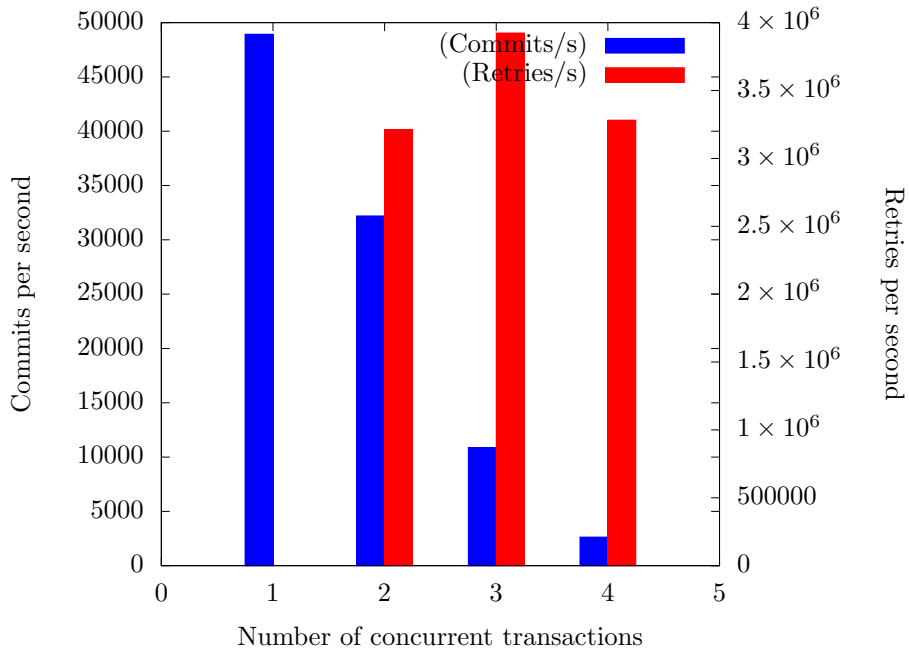 50000
45000
40000
35000
30000
25000
20000
15000
10000
5000
0
Commits per second
(Commits/s)
(Retries/s)
4 × 10⁶
3.5 × 10⁶
3 × 10⁶
2.5 × 10⁶
2 × 10⁶
1.5 × 10⁶
1 × 10⁶
500000
0
Retries per second
0 1 2 3 4 5
Number of concurrent transactions